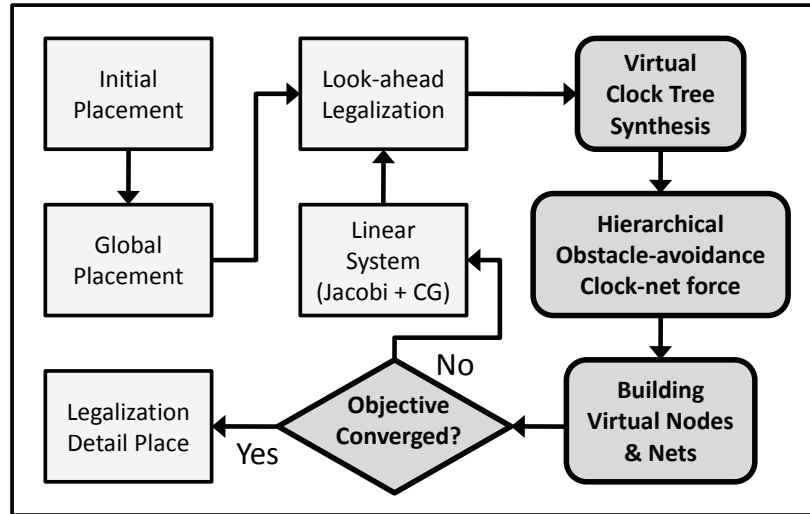 Initial
Placement
Global
Placement
Look-ahead
Legalization
Virtual
Clock Tree
Synthesis
Hierarchical
Obstacle-avoidance
Clock-net force
Building
Virtual Nodes
& Nets
Objective
Converged?
No
Linear
System
(Jacobi + CG)
Yes
Legalization
Detail Place